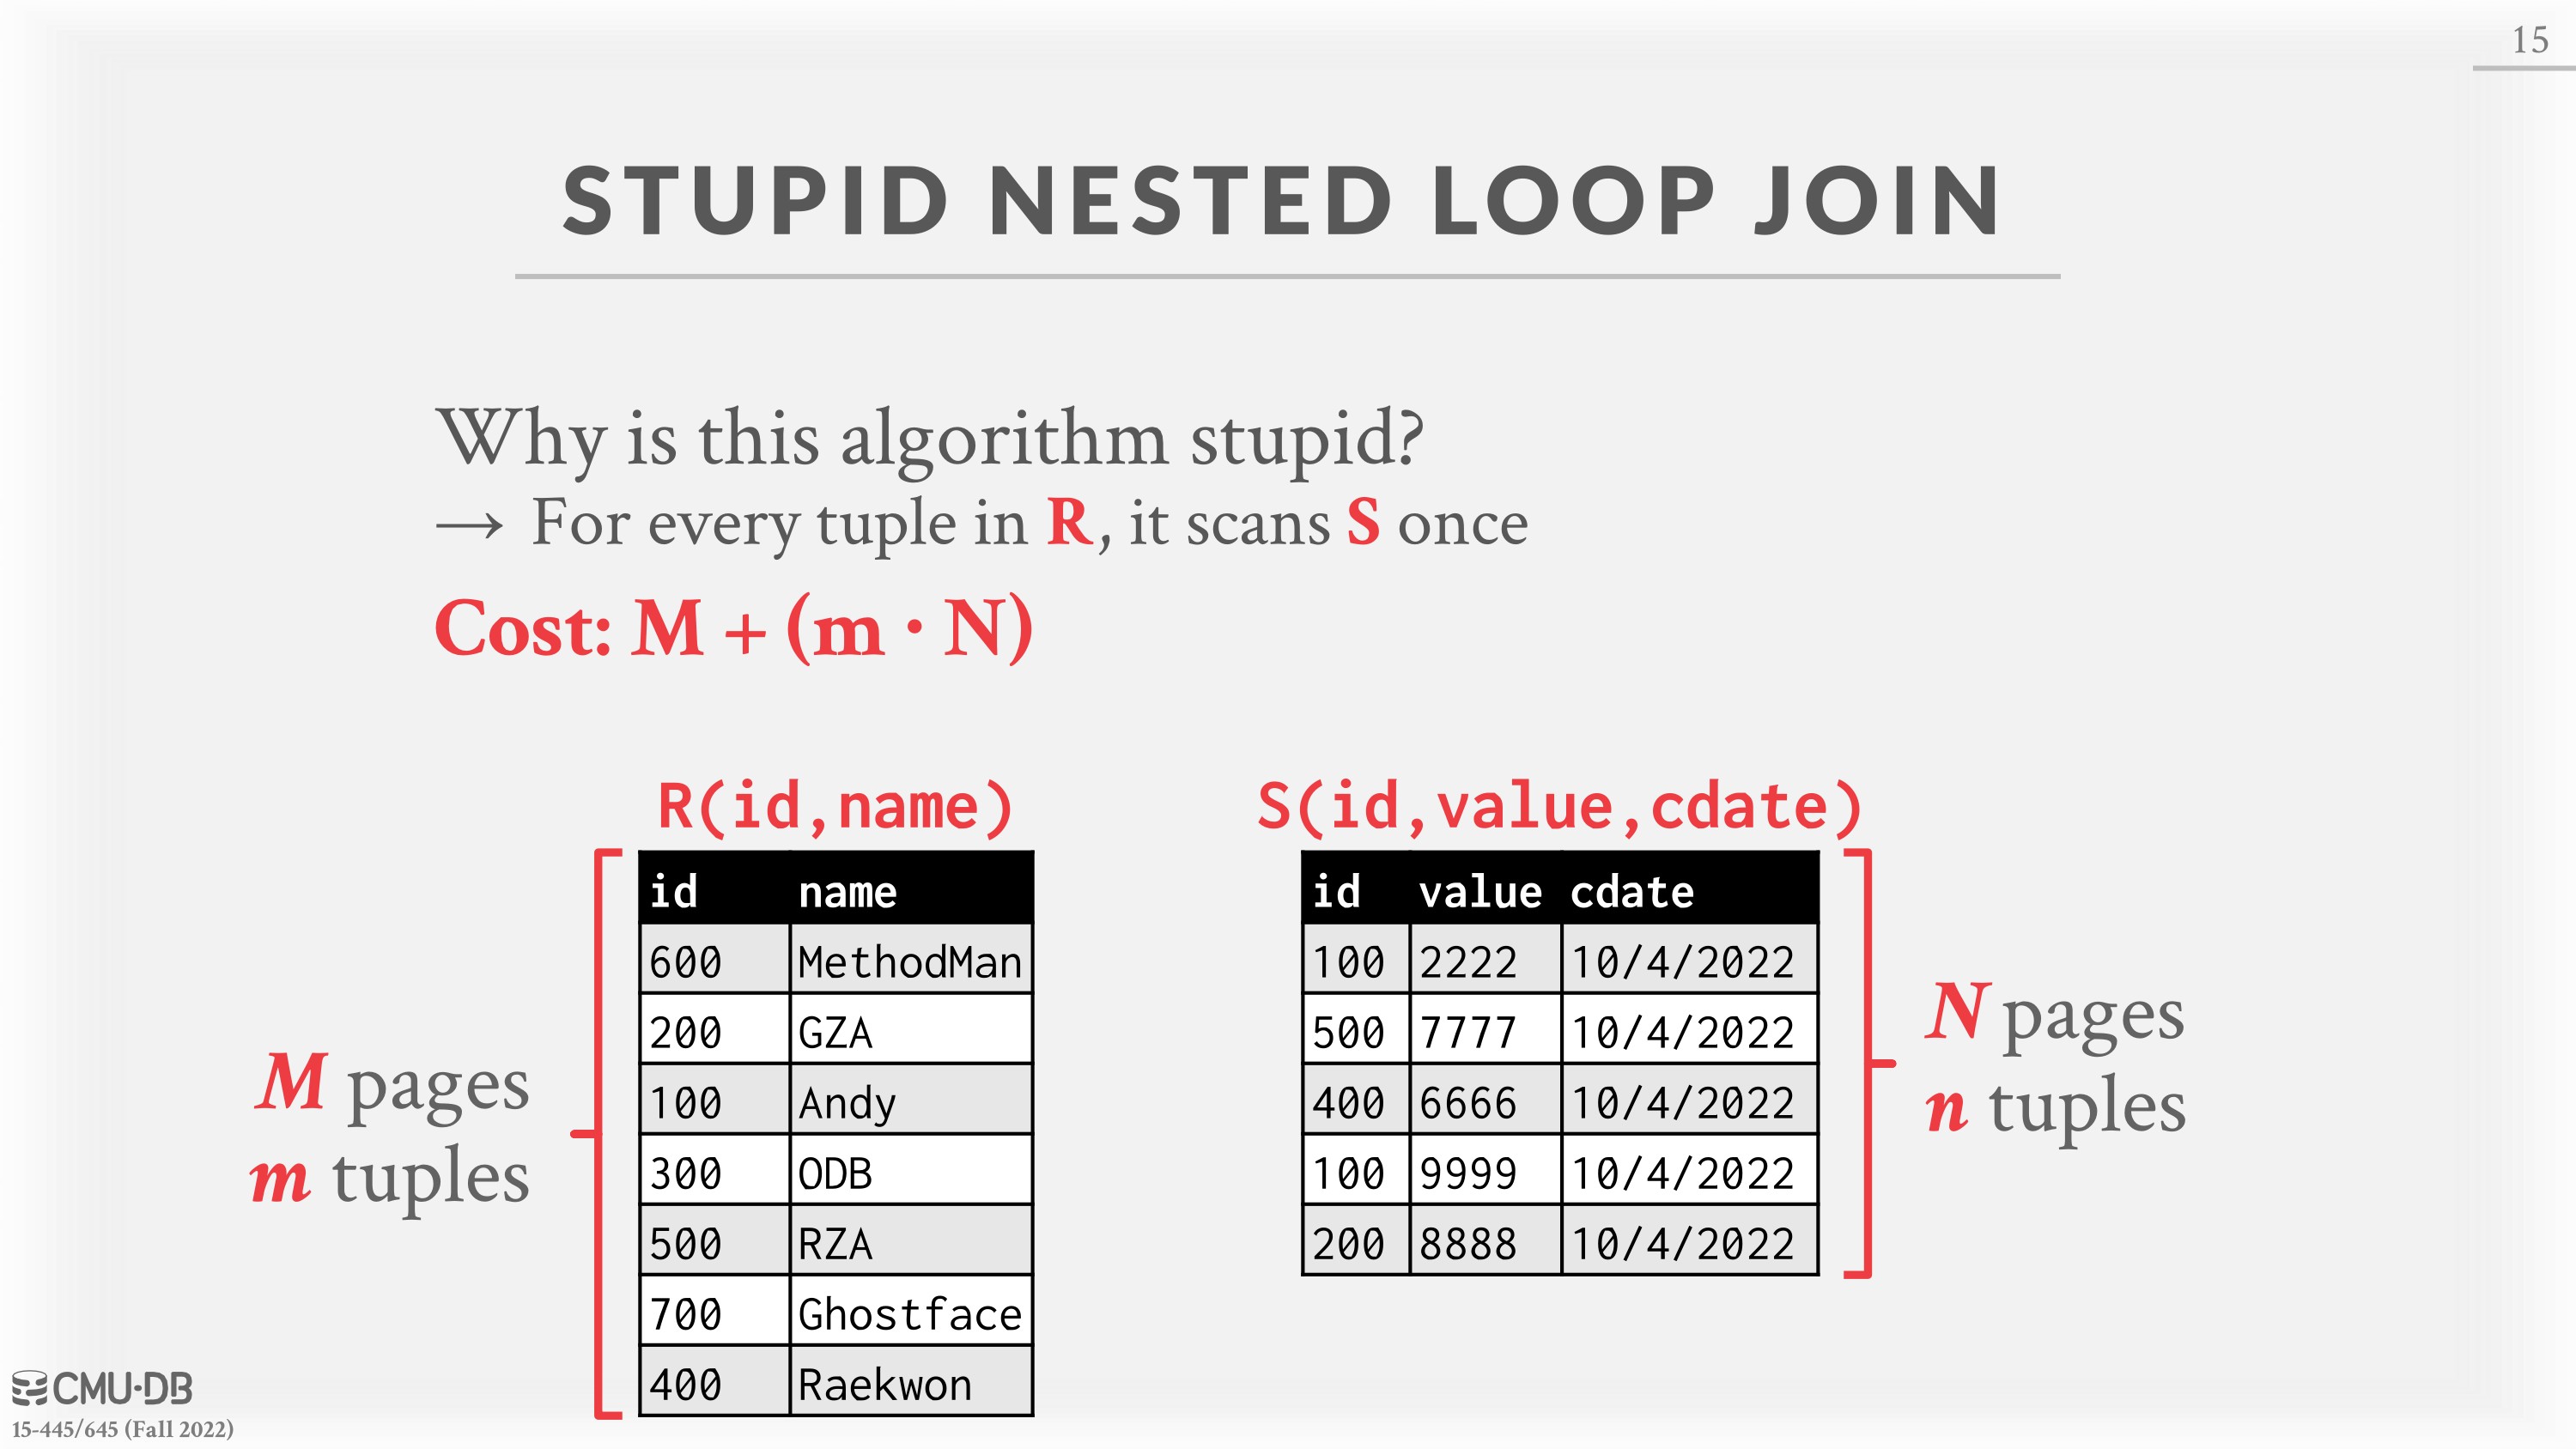 15
STUPID NESTED LOOP JOIN
Why is this algorithm stupid?
→ For every tuple in R, it scans S once
Cost: M + (m · N)
R(id,name)
id name
600 MethodMan
200 GZA
100 Andy
300 ODB
500 RZA
700 Ghostface
400 Raekwon
M pages
m tuples
S(id,value,cdate)
id value cdate
100 2222 10/4/2022
500 7777 10/4/2022
400 6666 10/4/2022
100 9999 10/4/2022
200 8888 10/4/2022
N pages
n tuples
CMU·DB
15-445/645 (Fall 2022)